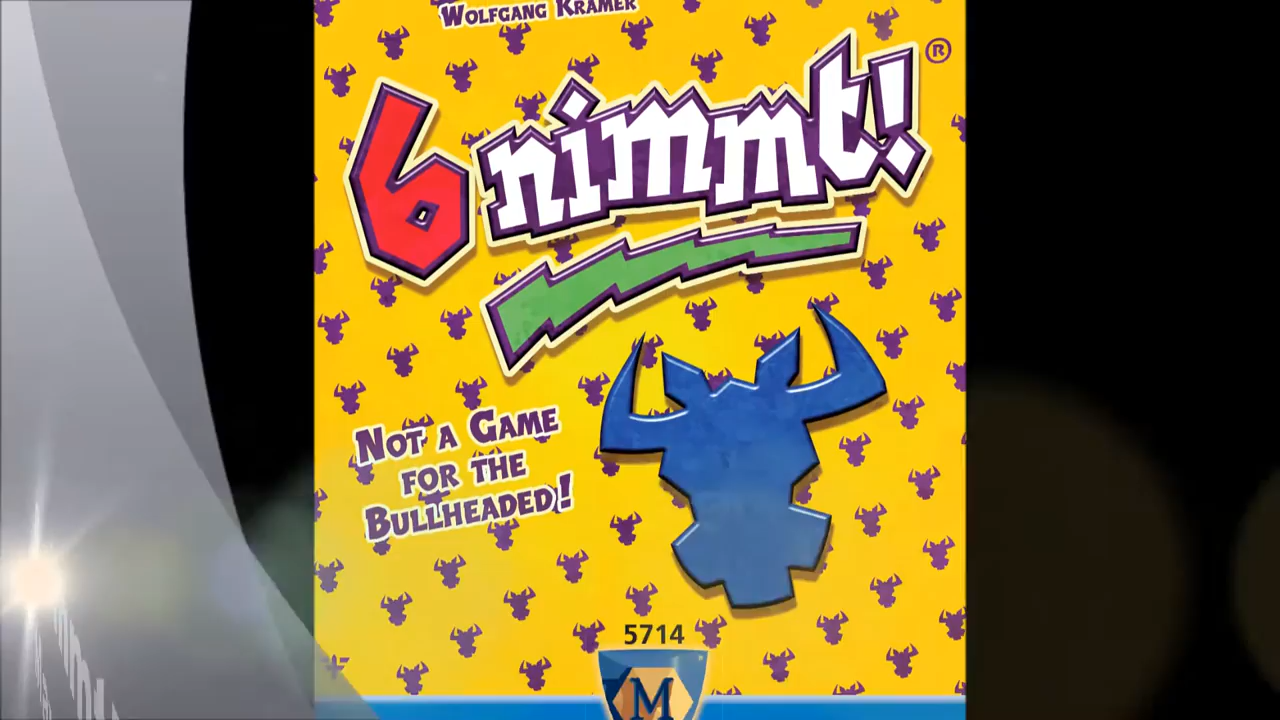 Wolfgang Kramer
6 nimmt! ®
Not a Game
for the
Bullheaded!
5714
M